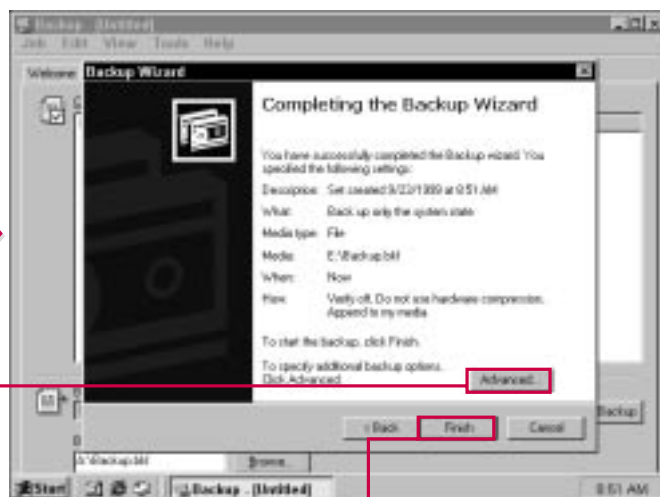 Backup - [Untitled]
Job Edit View Tools Help
Welcome
Backup Wizard
Completing the Backup Wizard
You have successfully completed the Backup wizard. You
specified the following settings:
Description: Set created 9/23/1999 at 8:51 AM
What: Back up only the system state
Media type: File
Media: E:\Backup.bkf
When: Now
How: Verify off. Do not use hardware compression.
Append to my media.
To start the backup, click Finish.
To specify additional backup options,
Click Advanced.
Advanced...
< Back Finish Cancel
Backup
A:\Backup.bkf Browse...
Start Backup - [Untitled] 8:51 AM